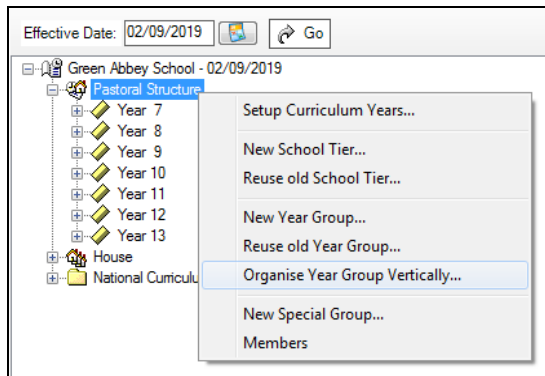 Effective Date: 02/09/2019 Go
Green Abbey School - 02/09/2019
Pastoral Structure
Year 7
Year 8
Year 9
Year 10
Year 11
Year 12
Year 13
House
National Curriculu
Setup Curriculum Years...
New School Tier...
Reuse old School Tier...
New Year Group...
Reuse old Year Group...
Organise Year Group Vertically...
New Special Group...
Members